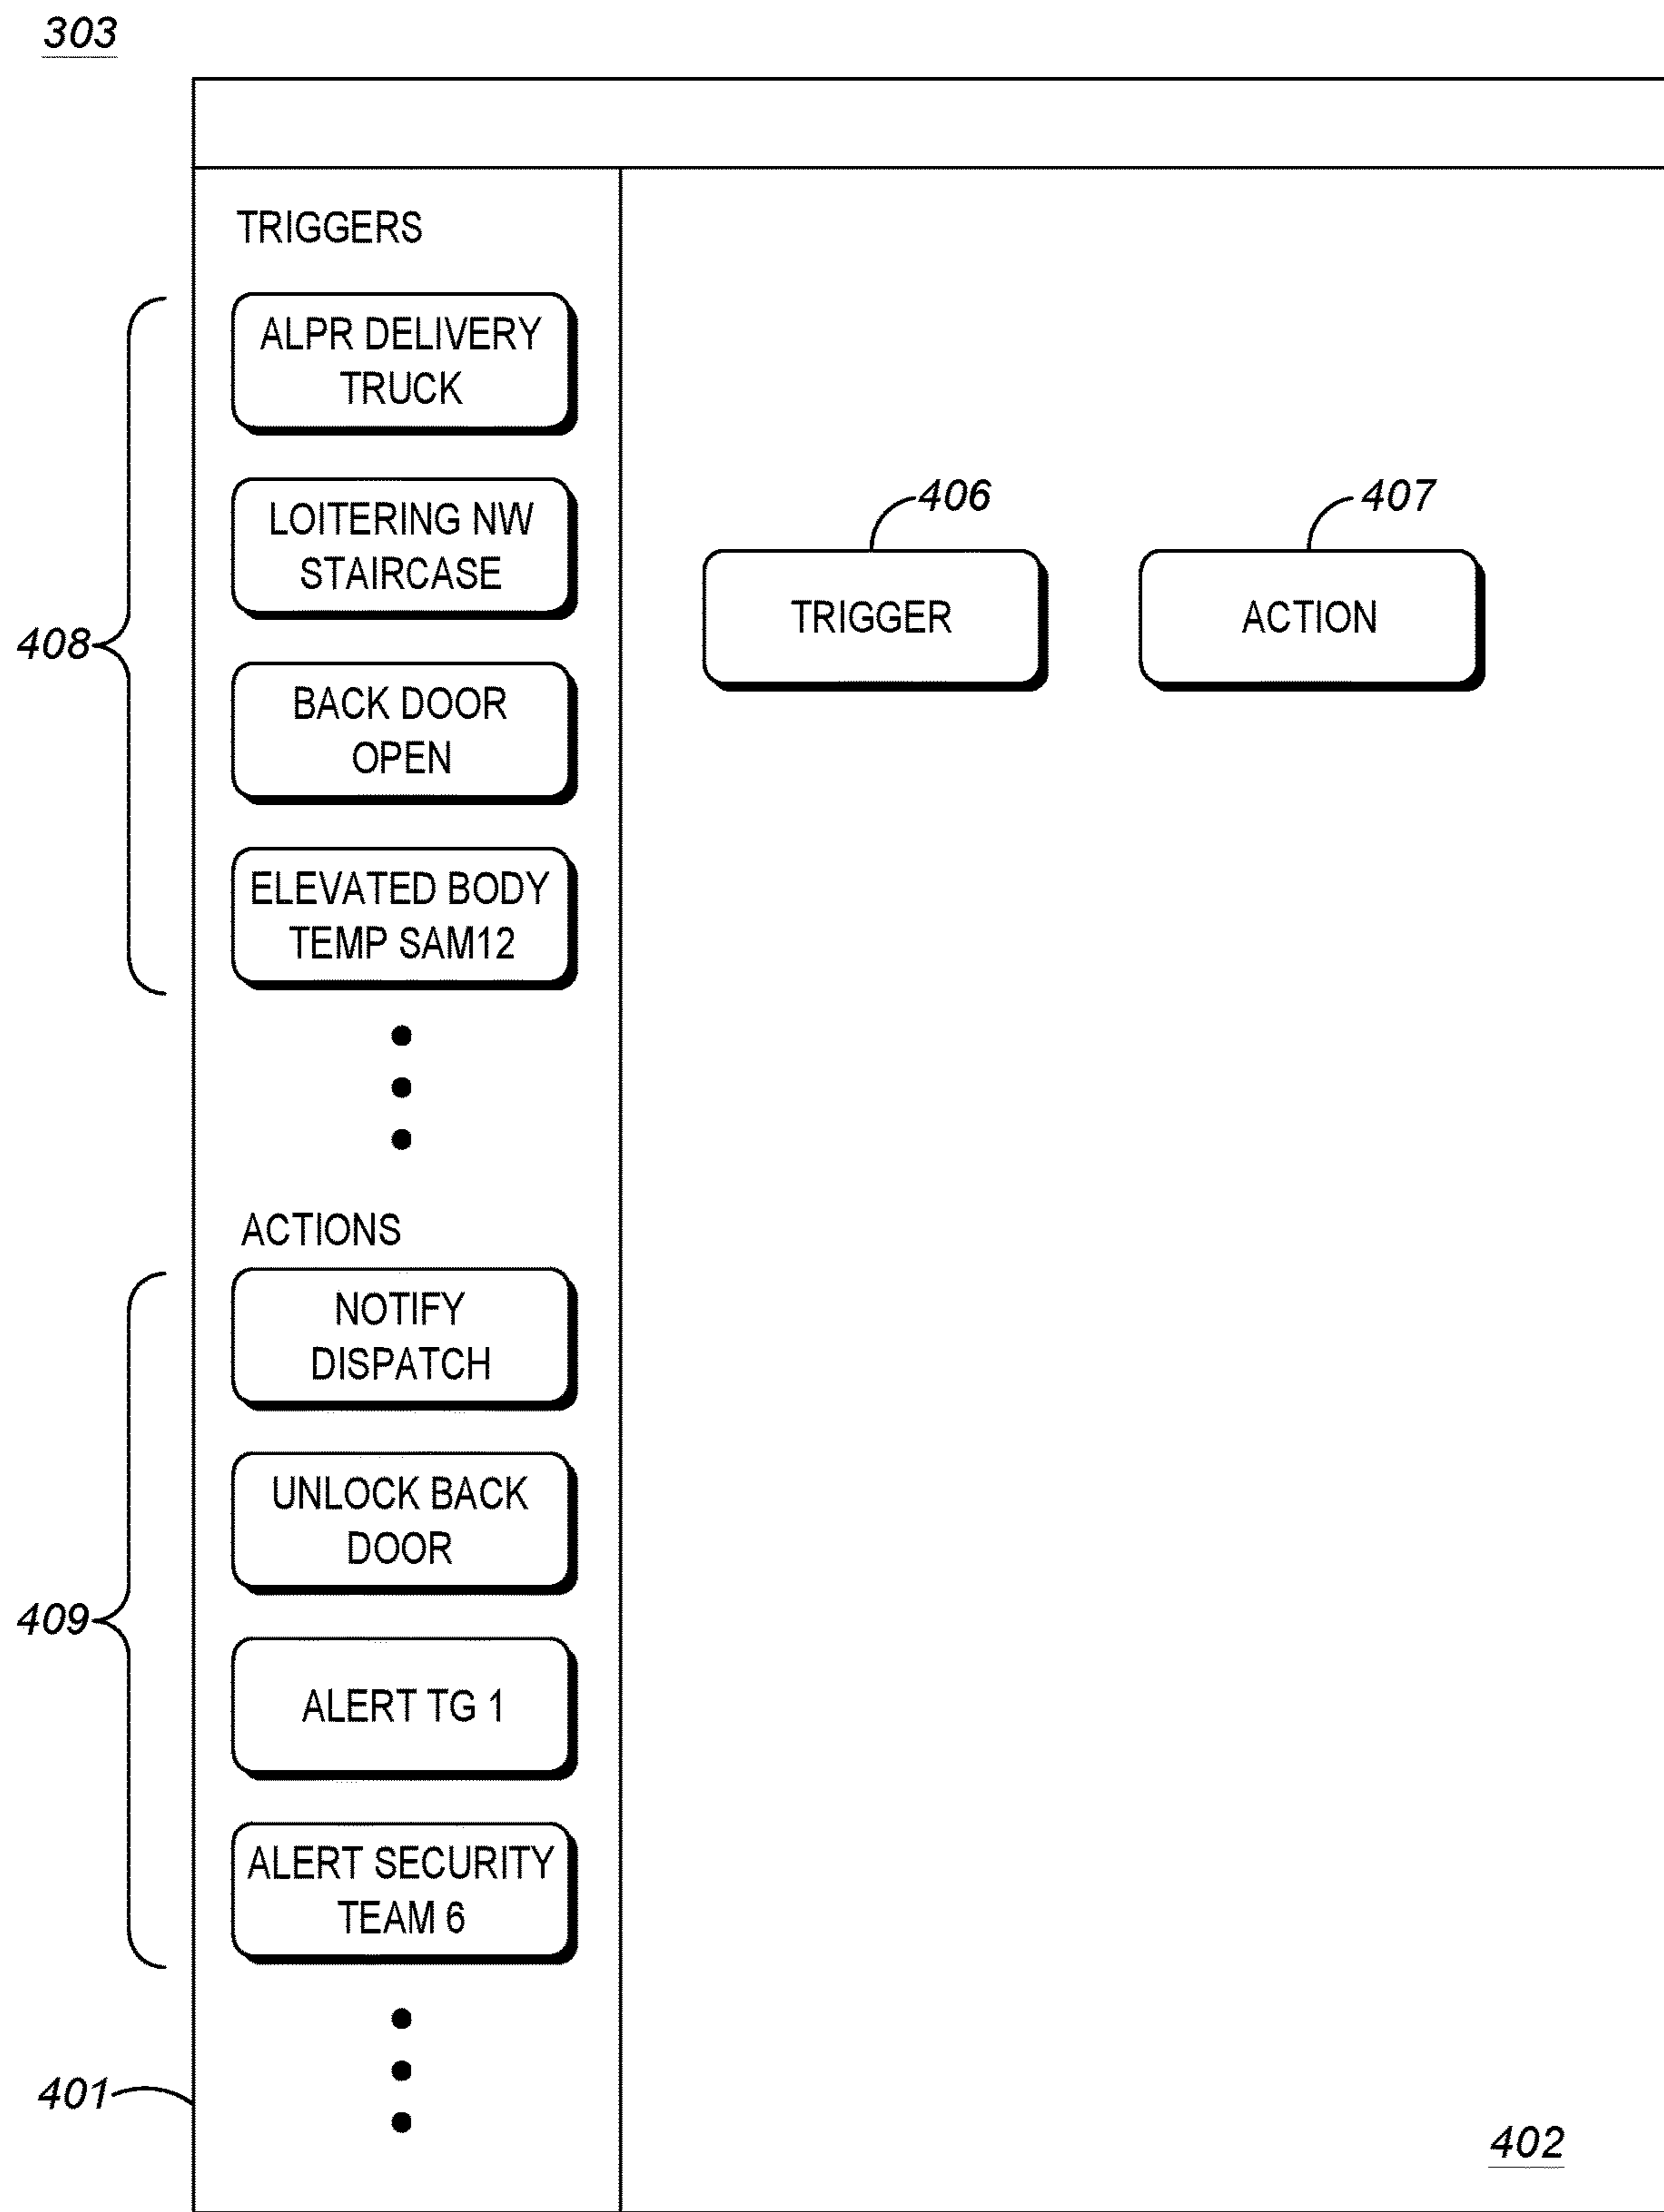 303
TRIGGERS
ALPR DELIVERY
TRUCK
LOITERING NW
STAIRCASE
408
BACK DOOR
OPEN
ELEVATED BODY
TEMP SAM12
406
407
TRIGGER
ACTION
ACTIONS
NOTIFY
DISPATCH
UNLOCK BACK
DOOR
409
ALERT TG 1
ALERT SECURITY
TEAM 6
401
402